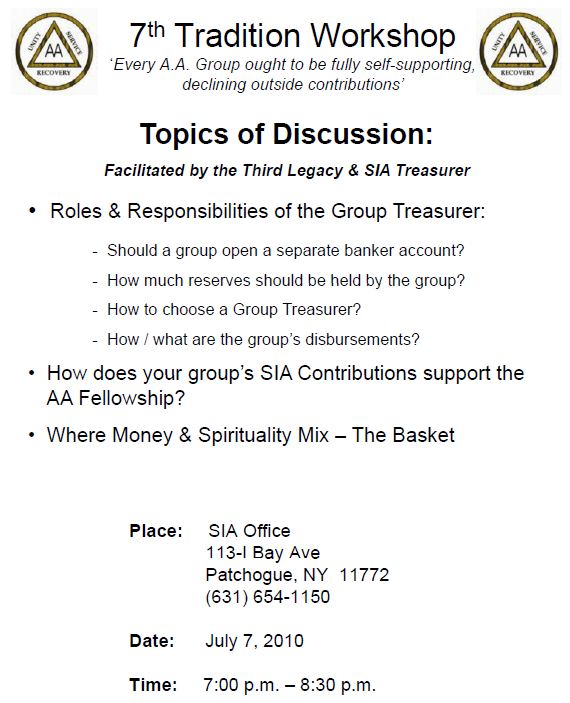 UNITY SERVICE
AA
RECOVERY
7th Tradition Workshop
‘Every A.A. Group ought to be fully self-supporting,
declining outside contributions’
UNITY SERVICE
AA
RECOVERY
Topics of Discussion:
Facilitated by the Third Legacy & SIA Treasurer
• Roles & Responsibilities of the Group Treasurer:
- Should a group open a separate banker account?
- How much reserves should be held by the group?
- How to choose a Group Treasurer?
- How / what are the group’s disbursements?
• How does your group’s SIA Contributions support the
AA Fellowship?
• Where Money & Spirituality Mix – The Basket
Place: SIA Office
113-I Bay Ave
Patchogue, NY 11772
(631) 654-1150
Date: July 7, 2010
Time: 7:00 p.m. – 8:30 p.m.